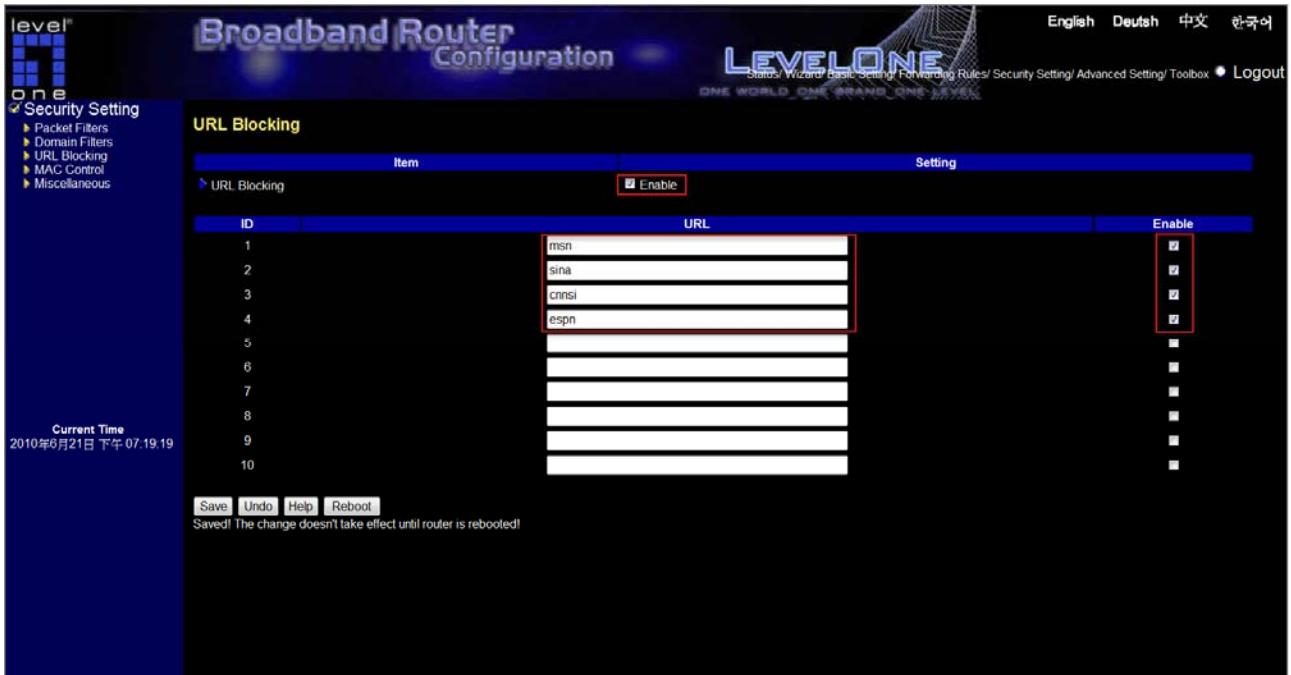 level
one
Broadband Router
Configuration
LEVELONE
ONE WORLD ONE BRAND ONE LEVEL
English Deutsh 中文 한국어
Status/ Wizard/ Basic Setting/ Forwarding Rules/ Security Setting/ Advanced Setting/ Toolbox Logout
Security Setting
Packet Filters
Domain Filters
URL Blocking
MAC Control
Miscellaneous
Current Time
2010年6月21日 下午 07:19:19
URL Blocking
Item Setting
URL Blocking Enable
ID URL Enable
1 msn
2 sina
3 cnnsi
4 espn
5
6
7
8
9
10
Save Undo Help Reboot
Saved! The change doesn't take effect until router is rebooted!